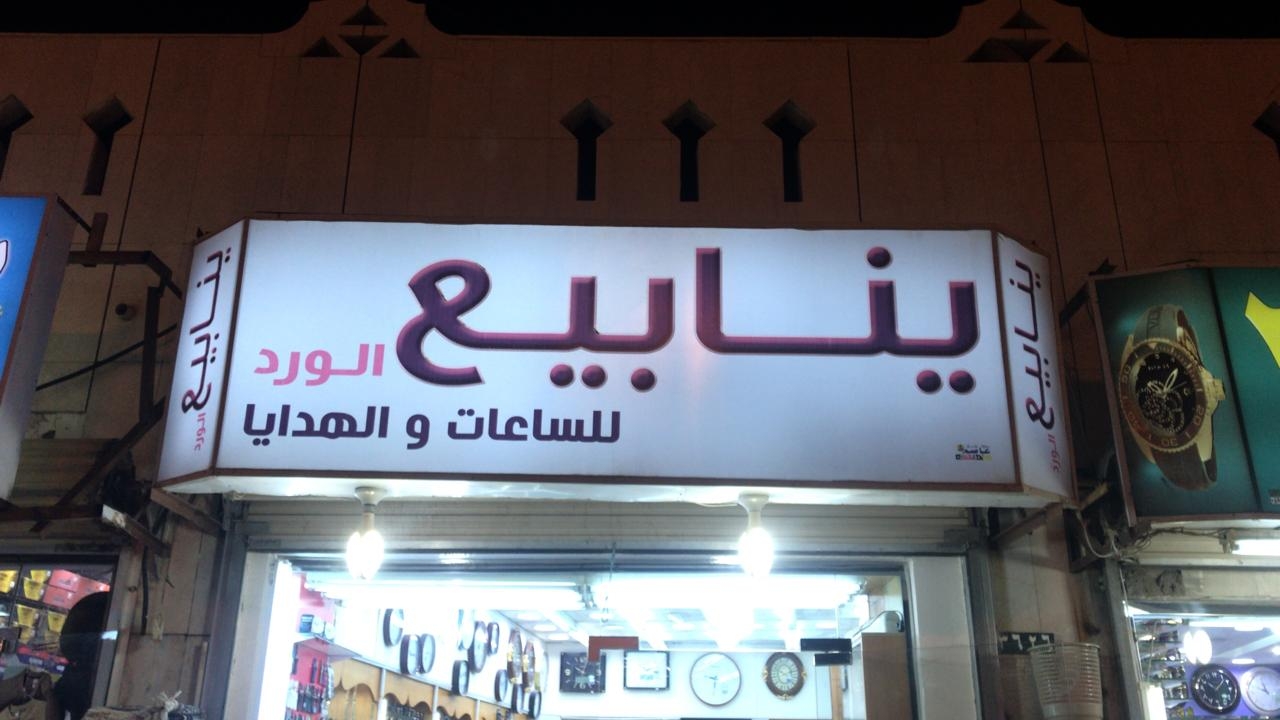 ينابيع
الورد
للساعات و الهدايا
ينابيع
الورد
ينابيع
الورد